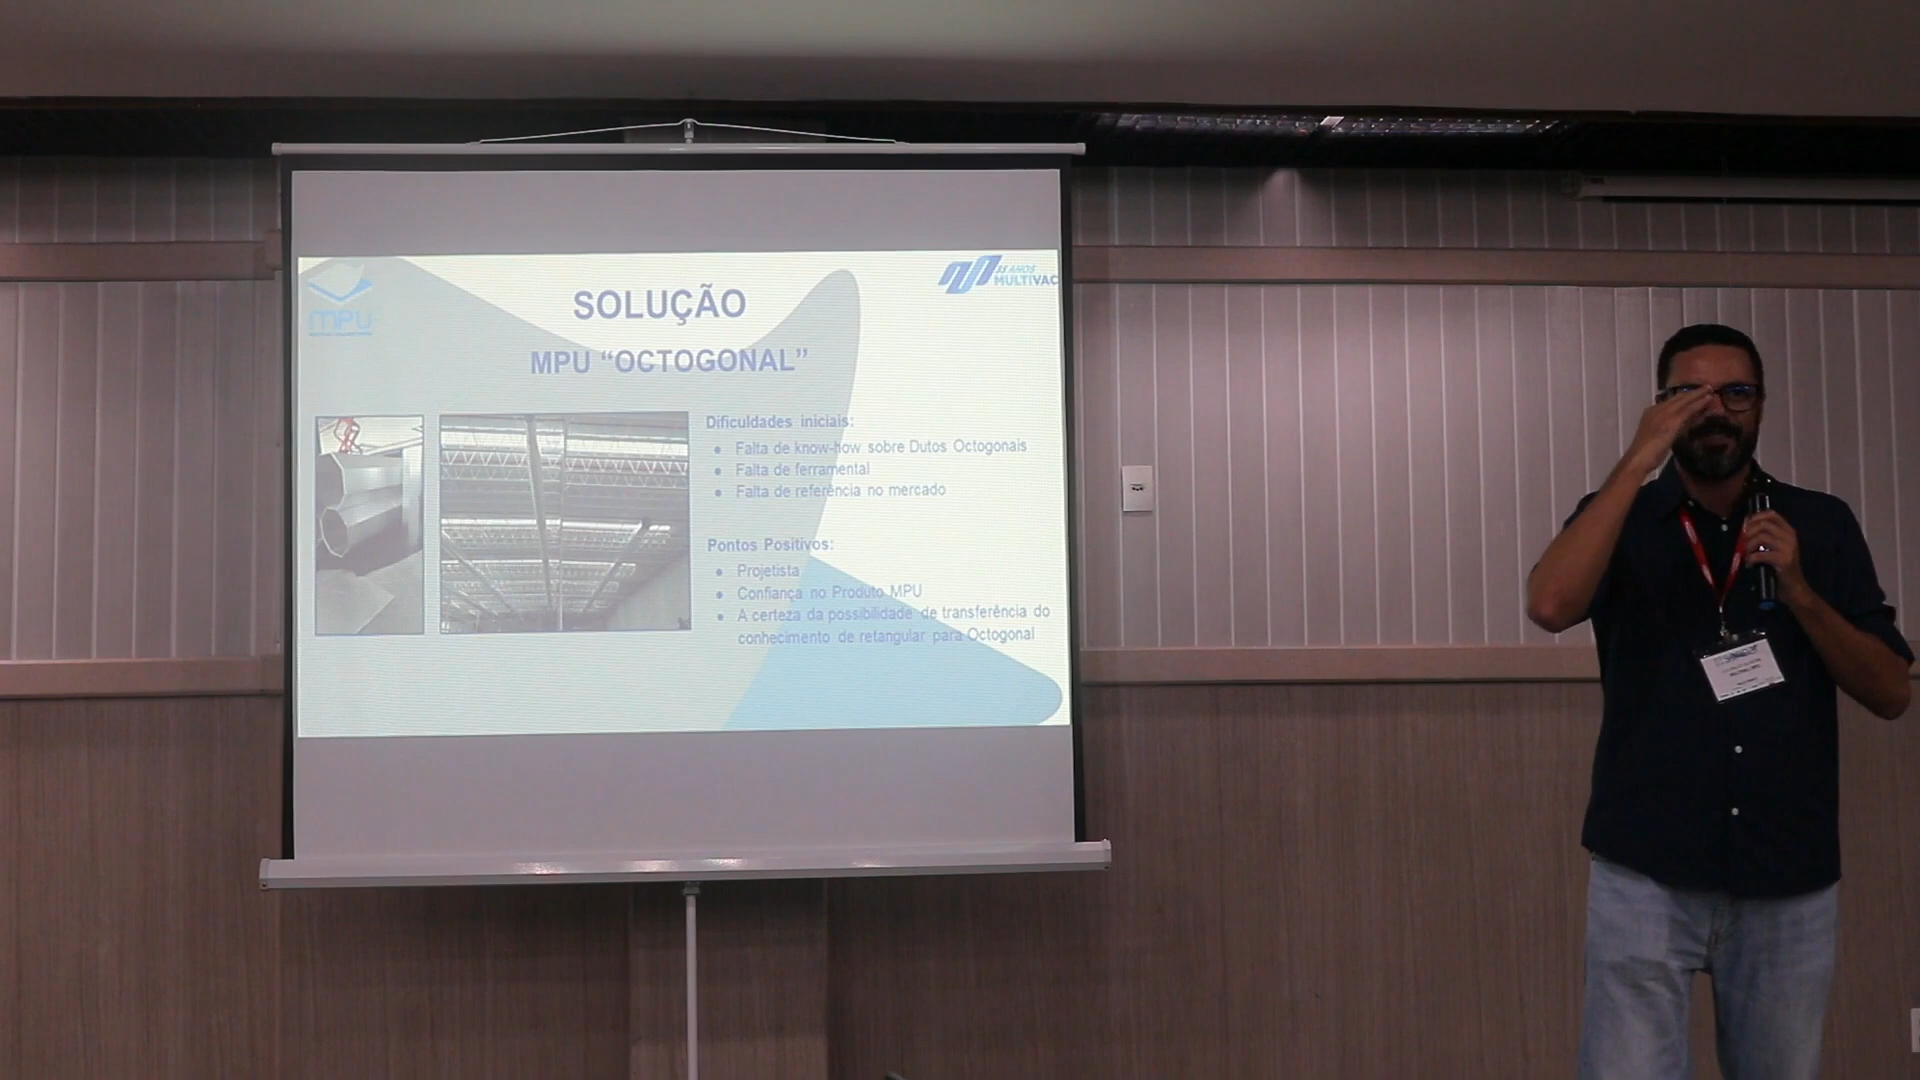 MPU
35 ANOS
MULTIVAC
SOLUÇÃO
MPU “OCTOGONAL”
Dificuldades iniciais:
● Falta de know-how sobre Dutos Octogonais
● Falta de ferramental
● Falta de referência no mercado
Pontos Positivos:
● Projetista
● Confiança no Produto MPU
● A certeza da possibilidade de transferência do
conhecimento de retangular para Octogonal